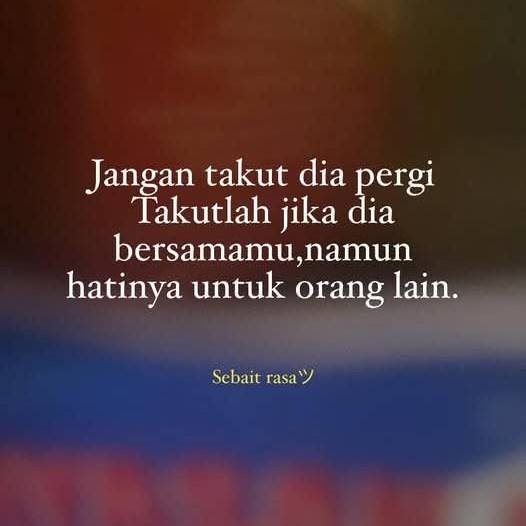 Jangan takut dia pergi
Takutlah jika dia
bersamamu,namun
hatinya untuk orang lain.
Sebait rasaツ